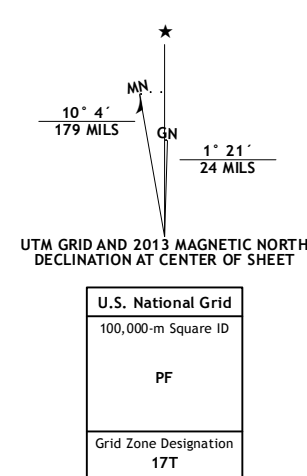 ★
MN
10° 4´
179 MILS
GN
1° 21´
24 MILS
UTM GRID AND 2013 MAGNETIC NORTH
DECLINATION AT CENTER OF SHEET
U.S. National Grid
100,000-m Square ID
PF
Grid Zone Designation
17T